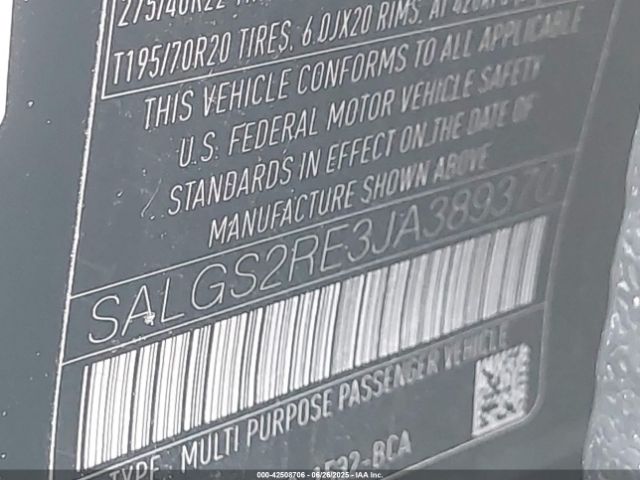 275/40R22
T195/70R20 TIRES, 6.0JX20 RIMS, AT 420
THIS VEHICLE CONFORMS TO ALL APPLICABLE
U.S. FEDERAL MOTOR VEHICLE SAFETY
STANDARDS IN EFFECT ON THE DATE OF
MANUFACTURE SHOWN ABOVE
SALGS2RE3JA389370
TYPE: MULTI PURPOSE PASSENGER VEHICLE
000-42508706 - 06/26/2025 - IAA Inc.